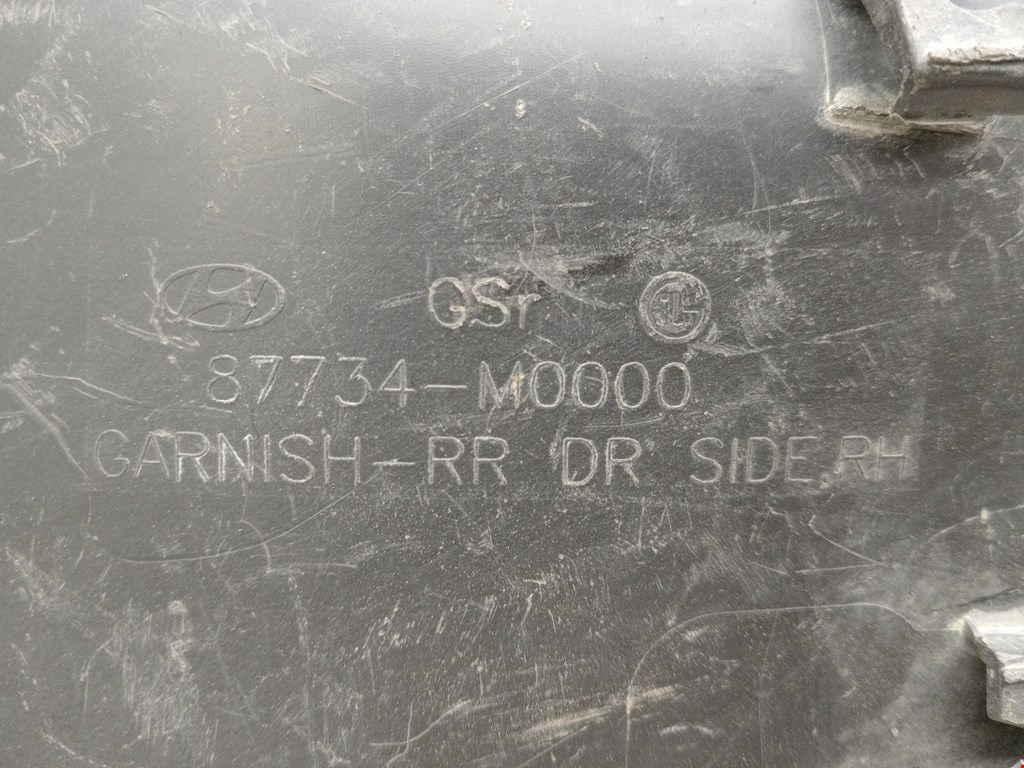 GSr
87734-M0000
GARNISH-RR DR SIDE,RH